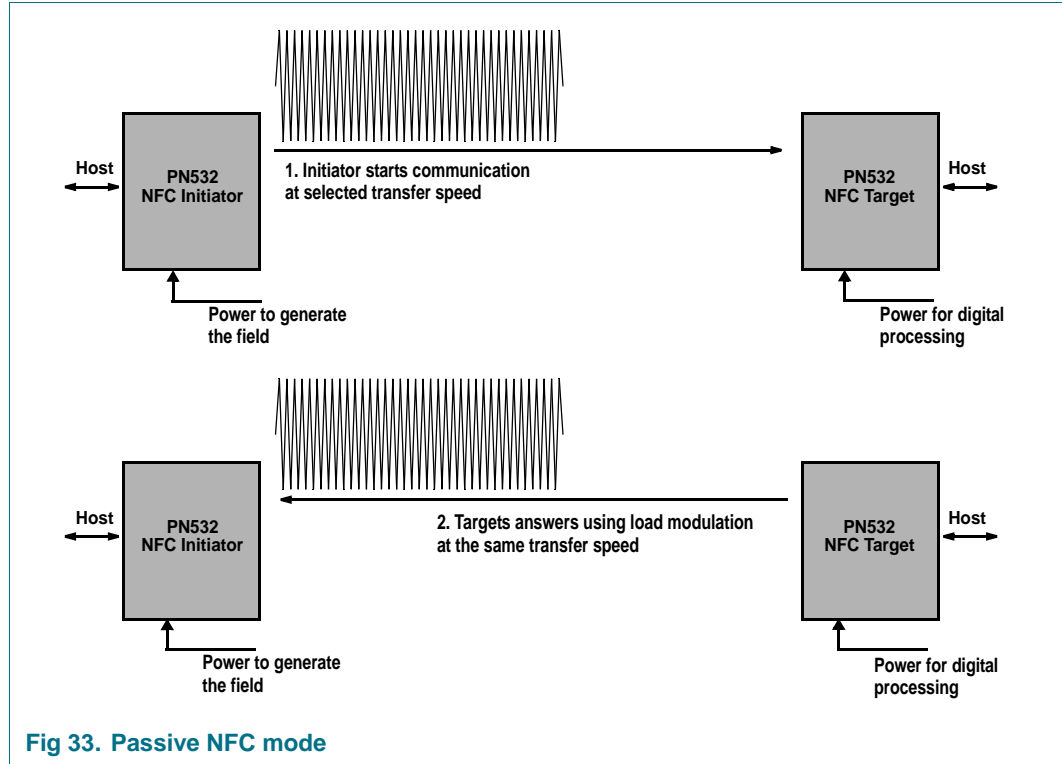 Host
PN532
NFC Initiator
1. Initiator starts communication
at selected transfer speed
PN532
NFC Target
Host
Power to generate
the field
Power for digital
processing
Host
PN532
NFC Initiator
2. Targets answers using load modulation
at the same transfer speed
PN532
NFC Target
Host
Power to generate
the field
Power for digital
processing
Fig 33. Passive NFC mode